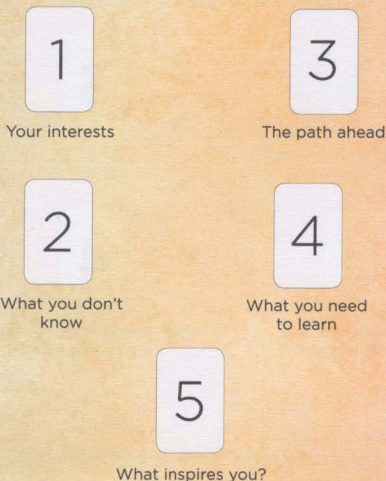 1
Your interests
3
The path ahead
2
What you don't
know
4
What you need
to learn
5
What inspires you?